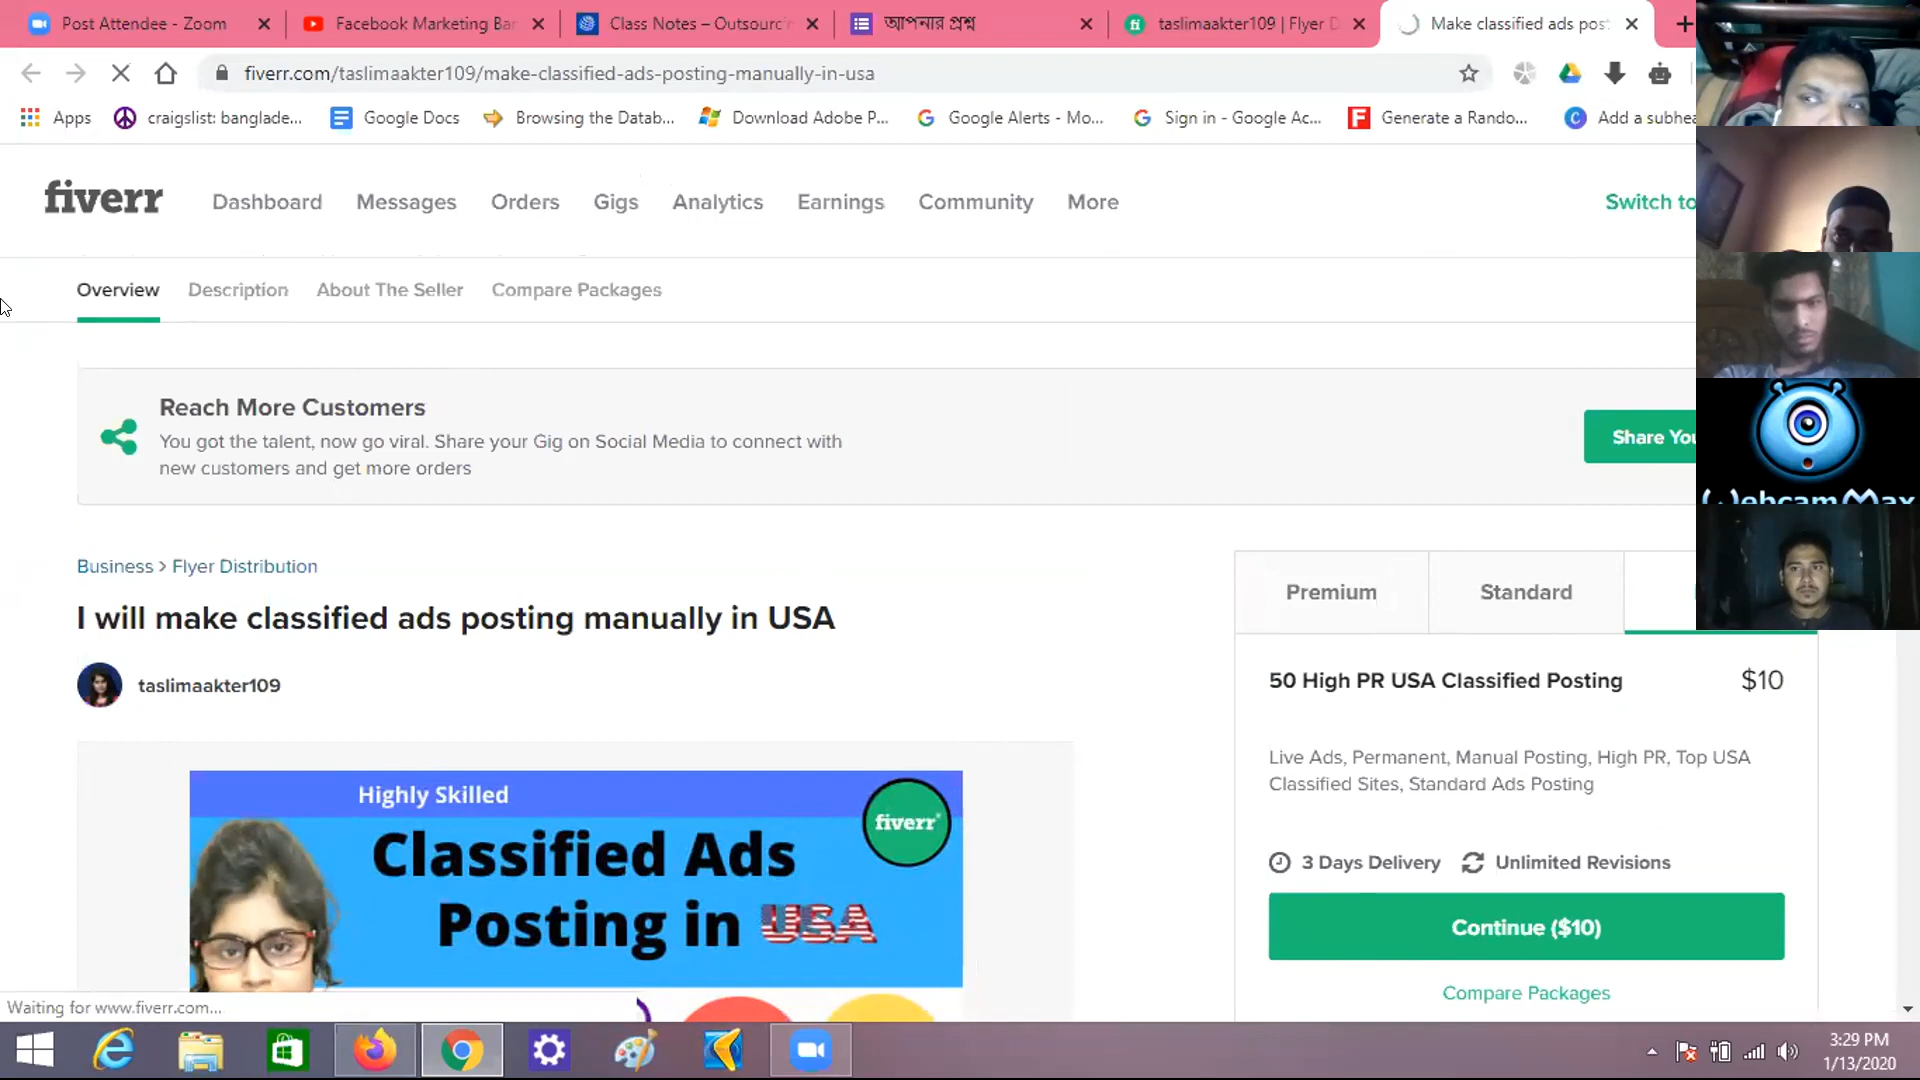 Post Attendee - Zoom
Facebook Marketing Ba
Class Notes – Outsourci
আপনার প্রশ্ন
taslimaakter109 | Flyer D
Make classified ads pos
fiverr.com/taslimaakter109/make-classified-ads-posting-manually-in-usa
Apps
craigslist: banglade...
Google Docs
Browsing the Datab...
Download Adobe P...
Google Alerts - Mo...
Sign in - Google Ac...
Generate a Rando...
Add a subhea
fiverr
Dashboard
Messages
Orders
Gigs
Analytics
Earnings
Community
More
Switch to
Overview
Description
About The Seller
Compare Packages
Reach More Customers
You got the talent, now go viral. Share your Gig on Social Media to connect with
new customers and get more orders
Share You
WebcamMax
Business > Flyer Distribution
I will make classified ads posting manually in USA
taslimaakter109
Premium
Standard
50 High PR USA Classified Posting
$10
Live Ads, Permanent, Manual Posting, High PR, Top USA
Classified Sites, Standard Ads Posting
3 Days Delivery
Unlimited Revisions
Continue ($10)
Compare Packages
Highly Skilled
fiverr
Classified Ads
Posting in USA
Waiting for www.fiverr.com...
3:29 PM
1/13/2020